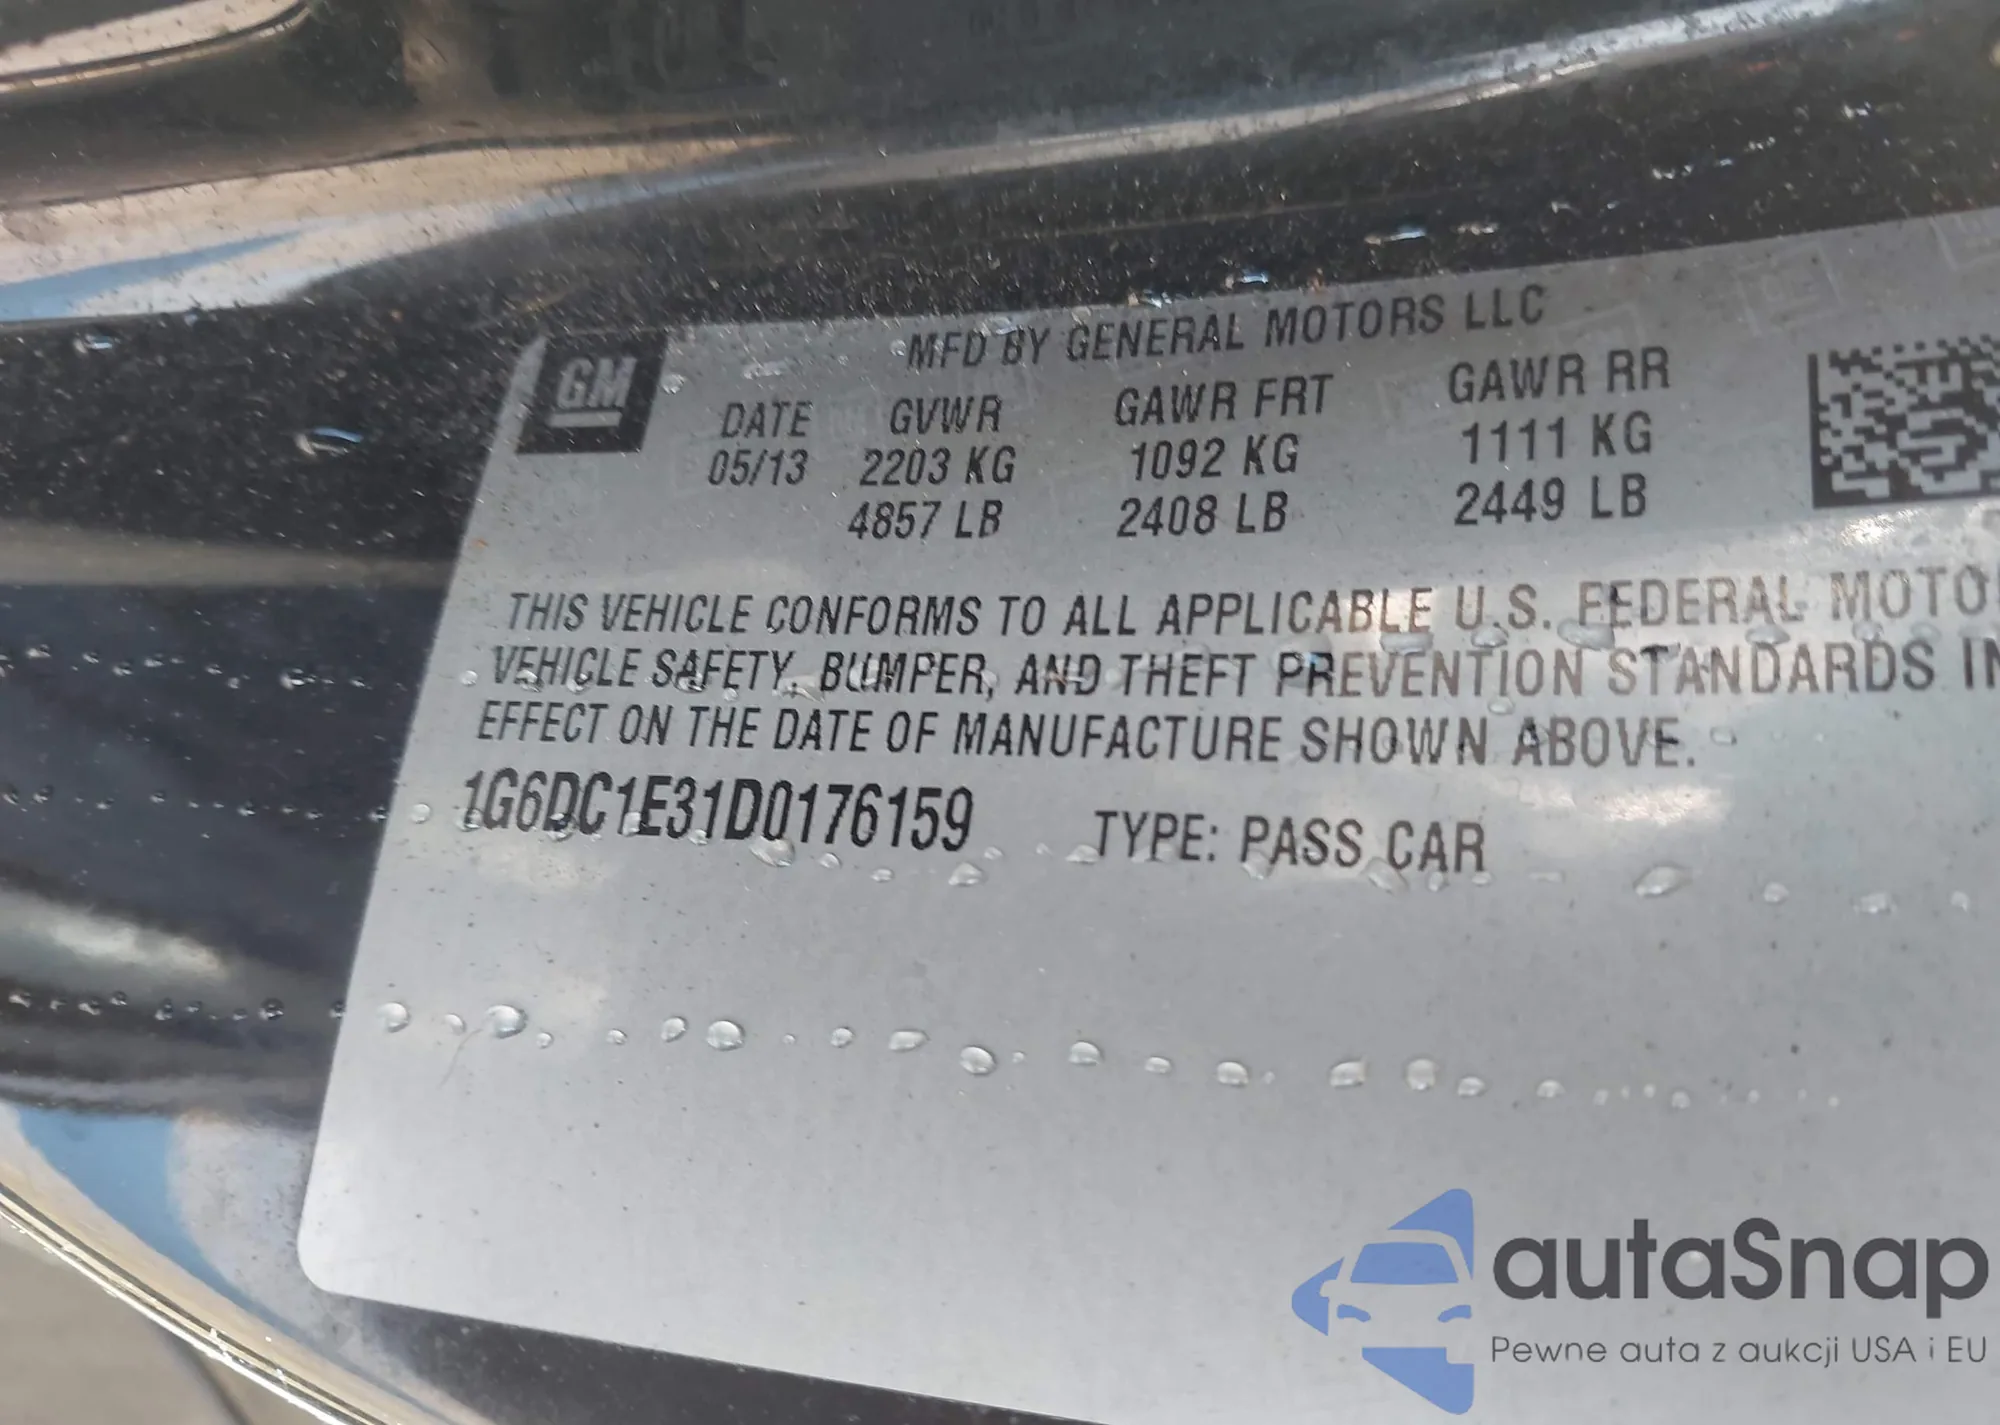 GM
MFD BY GENERAL MOTORS LLC
DATE GVWR GAWR FRT GAWR RR
05/13 2203 KG 1092 KG 1111 KG
4857 LB 2408 LB 2449 LB
THIS VEHICLE CONFORMS TO ALL APPLICABLE U.S. FEDERAL MOTOR
VEHICLE SAFETY, BUMPER, AND THEFT PREVENTION STANDARDS IN
EFFECT ON THE DATE OF MANUFACTURE SHOWN ABOVE.
1G6DC1E31D0176159 TYPE: PASS CAR
autaSnap
Pewne auta z aukcji USA i EU